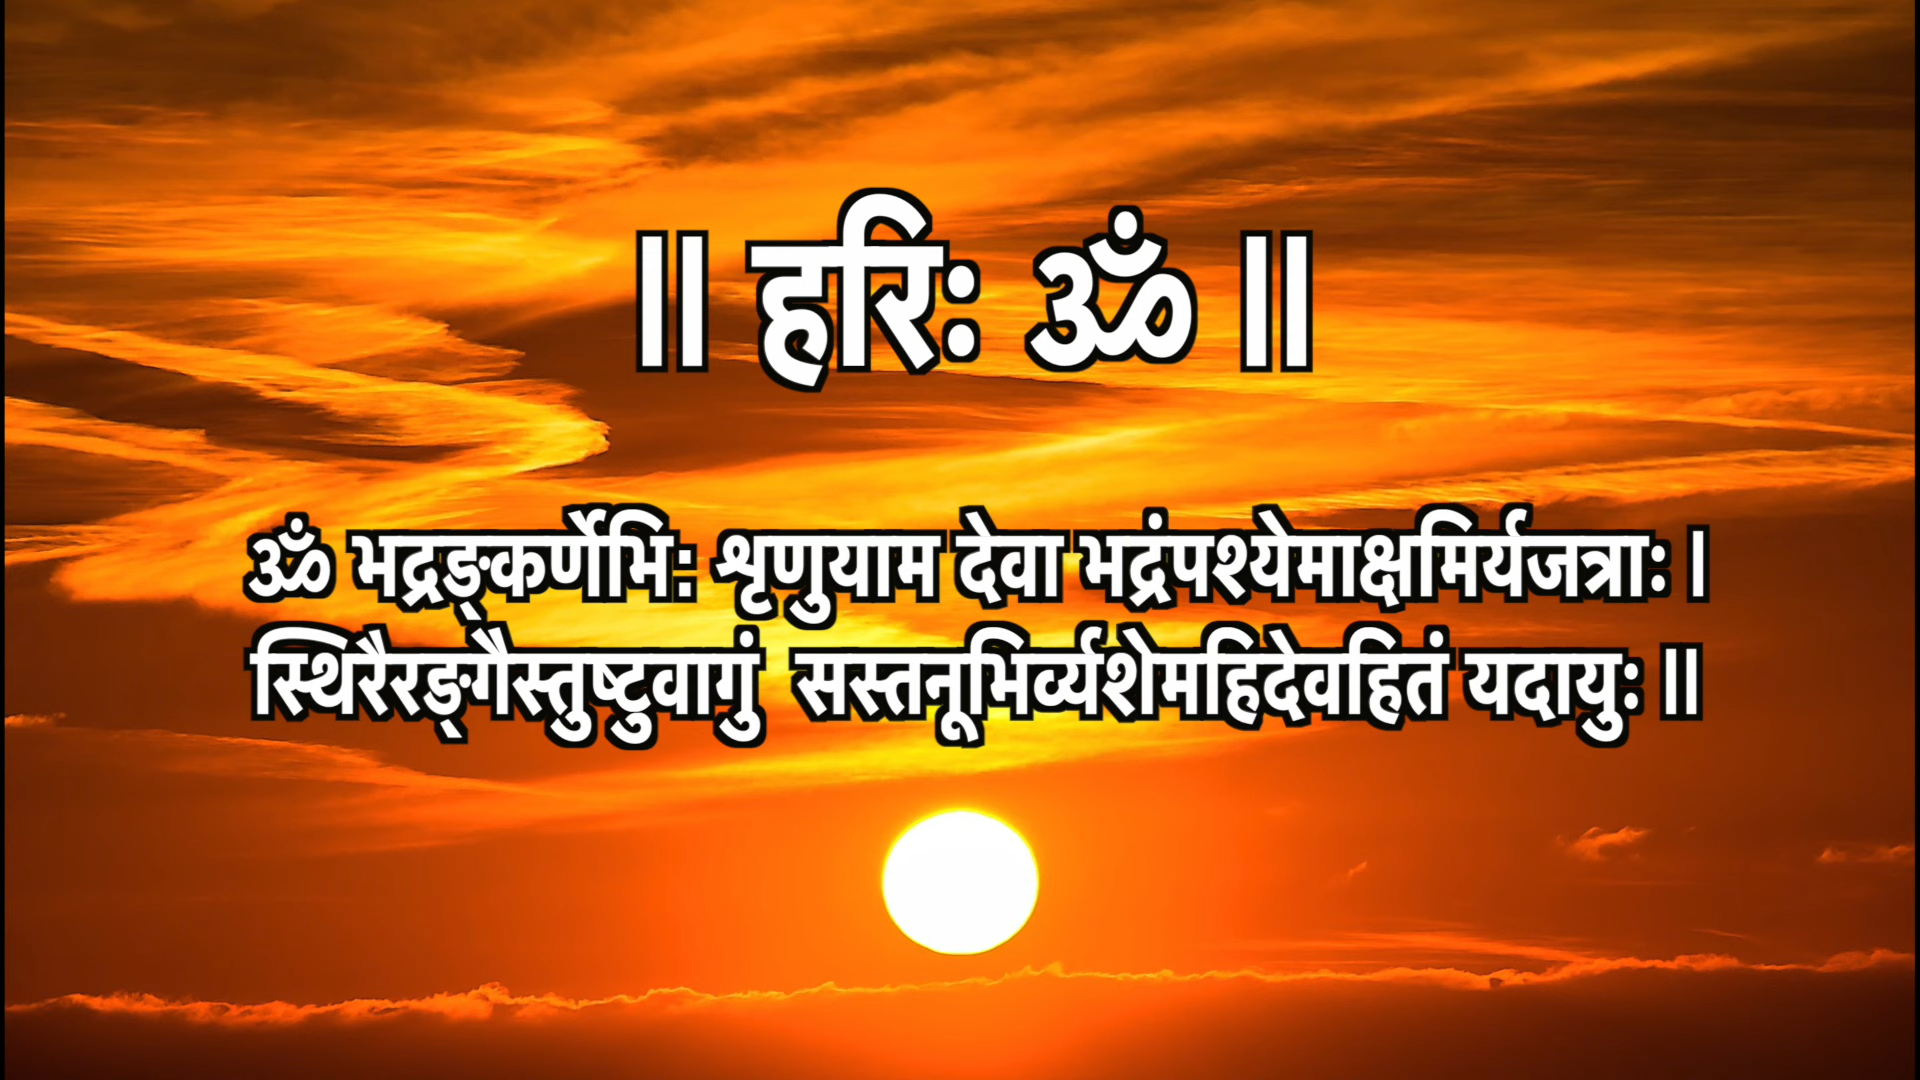 ॥ हरिः ॐ ॥
ॐ भद्रङ्कर्णेभि: श्रृणुयाम देवा भद्रंपश्येमाक्षमिर्यजत्राः ।
स्थिरैरङ्गैस्तुष्टुवागुं सस्तनूभिर्व्यशेमहिदेवहितं यदायुः ॥